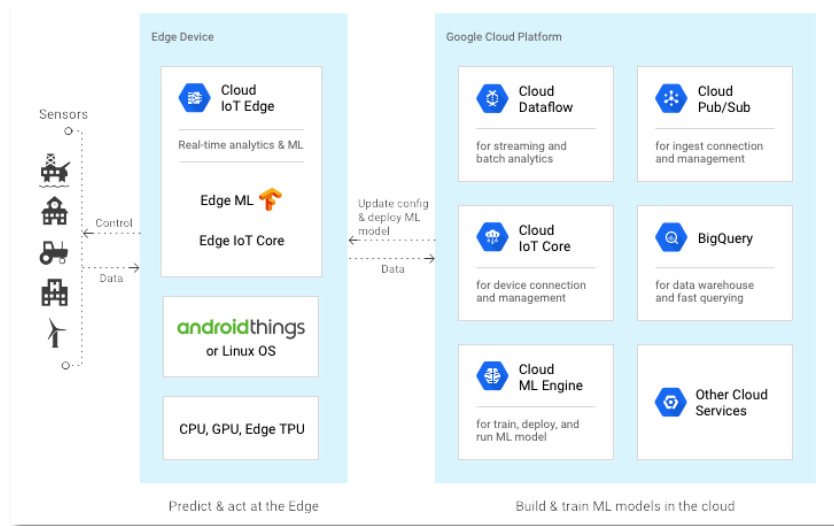 Edge Device
Google Cloud Platform
Sensors
Control
Data
Cloud
IoT Edge
Real-time analytics & ML
Edge ML
Edge IoT Core
androidthings
or Linux OS
CPU, GPU, Edge TPU
Update config
& deploy ML
model
Data
Cloud
Dataflow
for streaming and
batch analytics
Cloud
Pub/Sub
for ingest connection
and management
Cloud
IoT Core
for device connection
and management
BigQuery
for data warehouse
and fast querying
Cloud
ML Engine
for train, deploy, and
run ML model
Other Cloud
Services
Predict & act at the Edge
Build & train ML models in the cloud